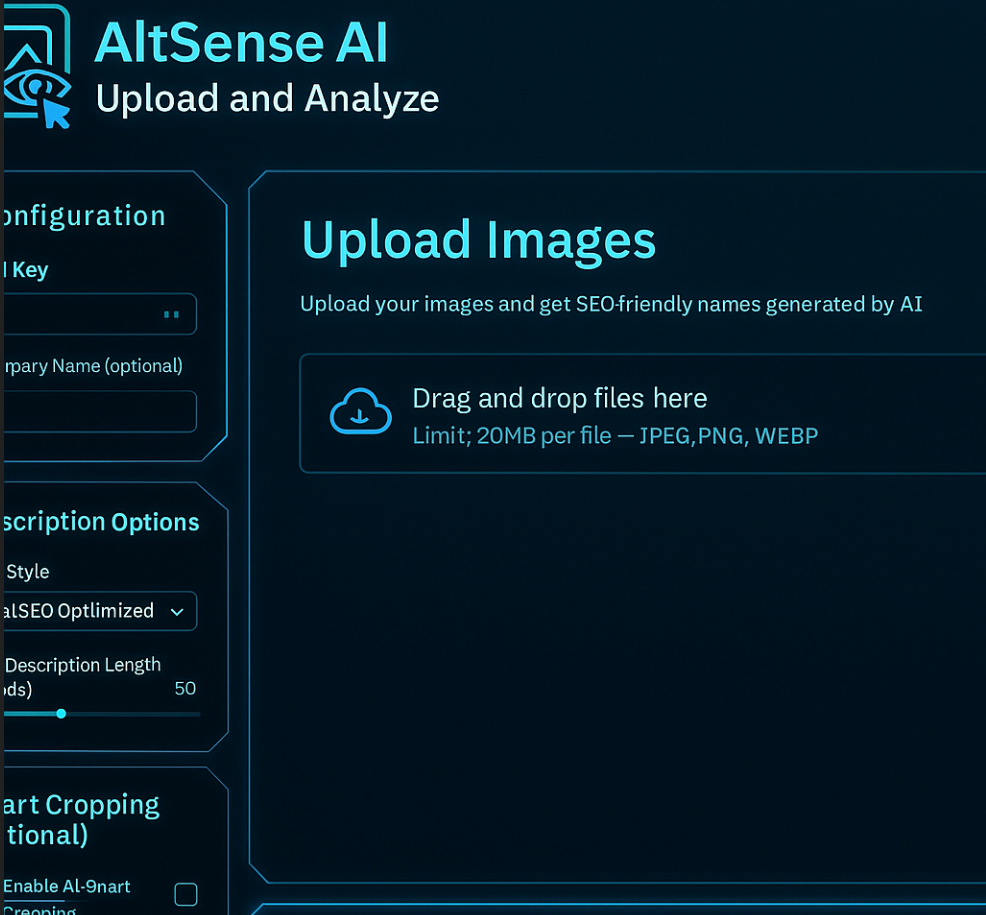 AltSense AI
Upload and Analyze
onfiguration
I Key
mpany Name (optional)
scription Options
Style
alSEO Optlimized
Description Length
ods)
50
art Cropping
tional)
Enable Al-9nart
Creoping
Upload Images
Upload your images and get SEO-friendly names generated by AI
Drag and drop files here
Limit; 20MB per file — JPEG,PNG, WEBP